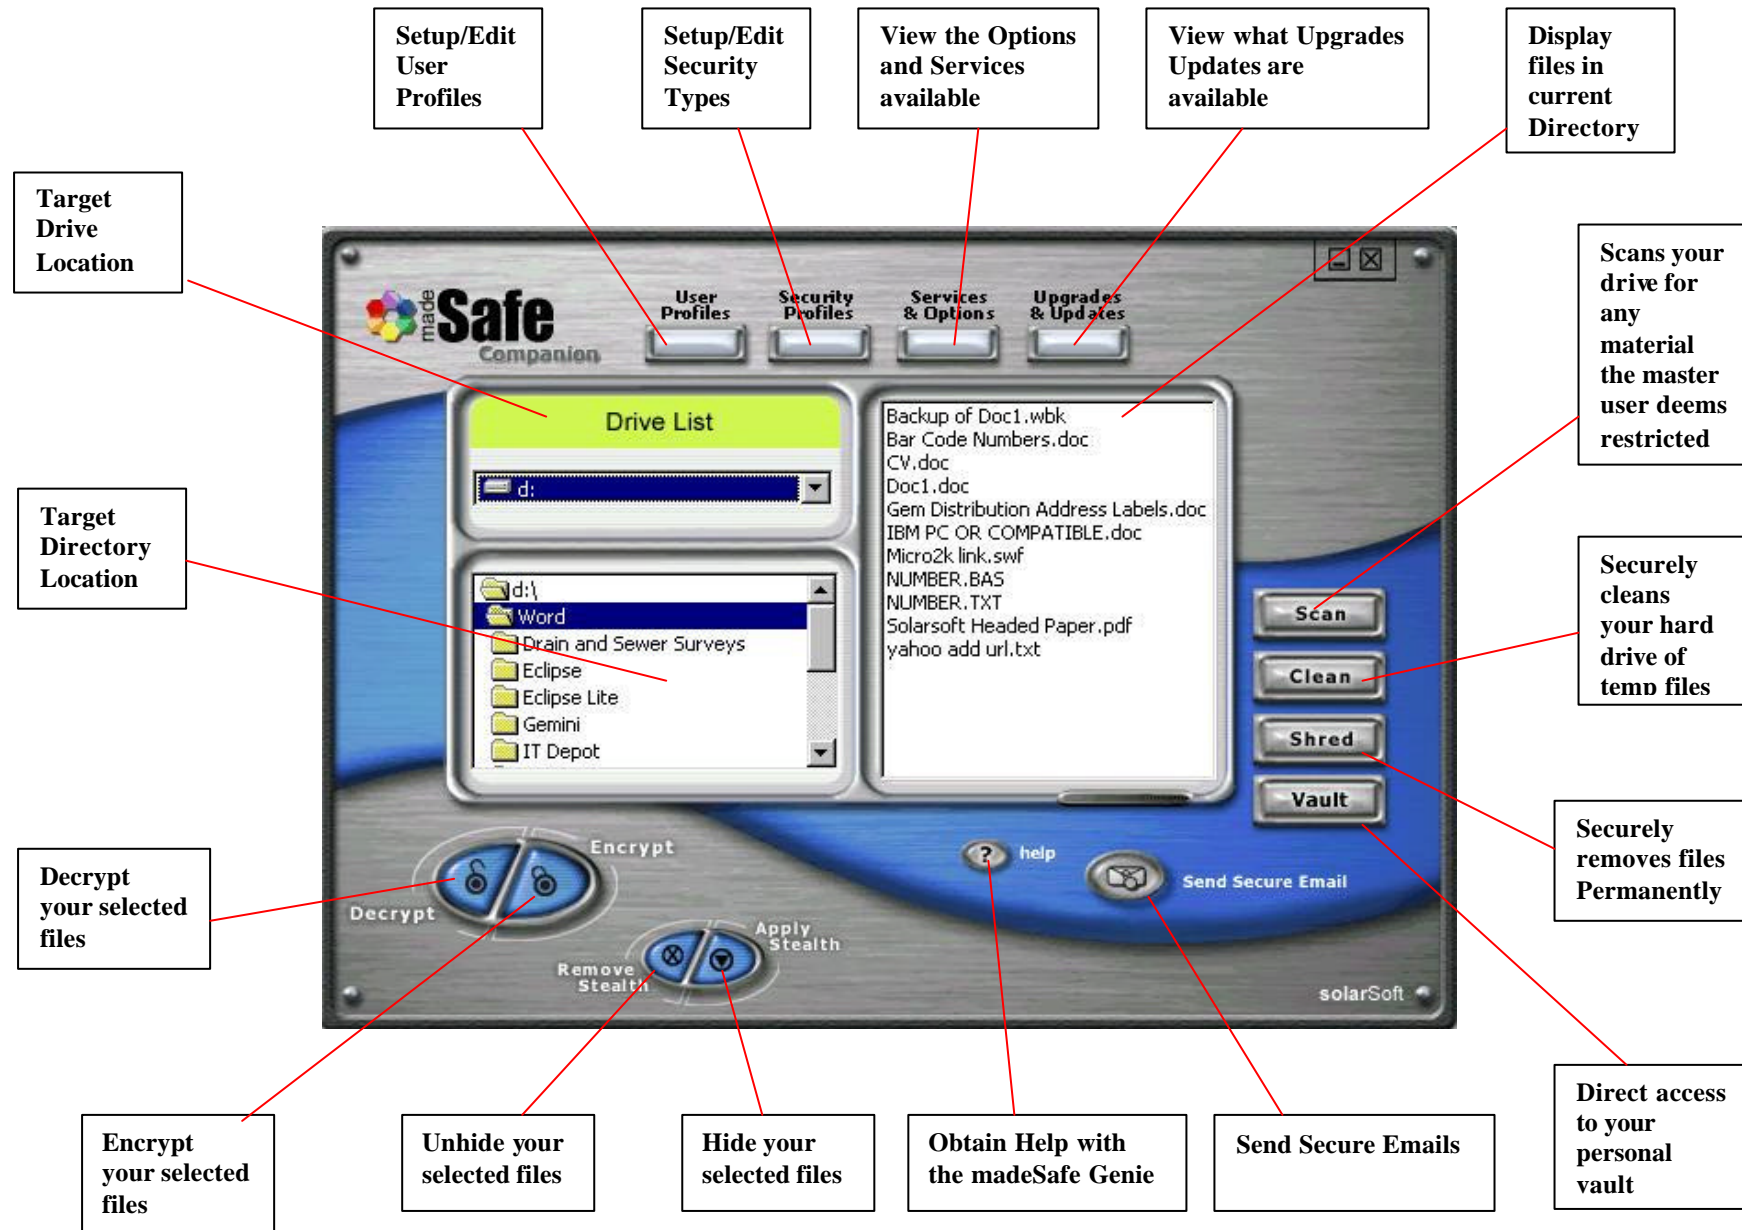 Setup/Edit
User
Profiles
Setup/Edit
Security
Types
View the Options
and Services
available
View what Upgrades
Updates are
available
Display
files in
current
Directory
Target
Drive
Location
Scans your
drive for
any
material
the master
user deems
restricted
made
Safe
Companion
User
Profiles
Security
Profiles
Services
& Options
Upgrades
& Updates
Drive List
d:
Backup of Doc1.wbk
Bar Code Numbers.doc
CV.doc
Doc1.doc
Gem Distribution Address Labels.doc
IBM PC OR COMPATIBLE.doc
Micro2k link.swf
NUMBER.BAS
NUMBER.TXT
Solarsoft Headed Paper.pdf
yahoo add url.txt
Target
Directory
Location
d:\
Word
Drain and Sewer Surveys
Eclipse
Eclipse Lite
Gemini
IT Depot
Scan
Clean
Shred
Vault
Securely
cleans
your hard
drive of
temp files
Securely
removes files
Permanently
Decrypt
your selected
files
Encrypt
Decrypt
Apply
Stealth
Remove
Stealth
?
help
Send Secure Email
solarSoft
Encrypt
your selected
files
Unhide your
selected files
Hide your
selected files
Obtain Help with
the madeSafe Genie
Send Secure Emails
Direct access
to your
personal
vault